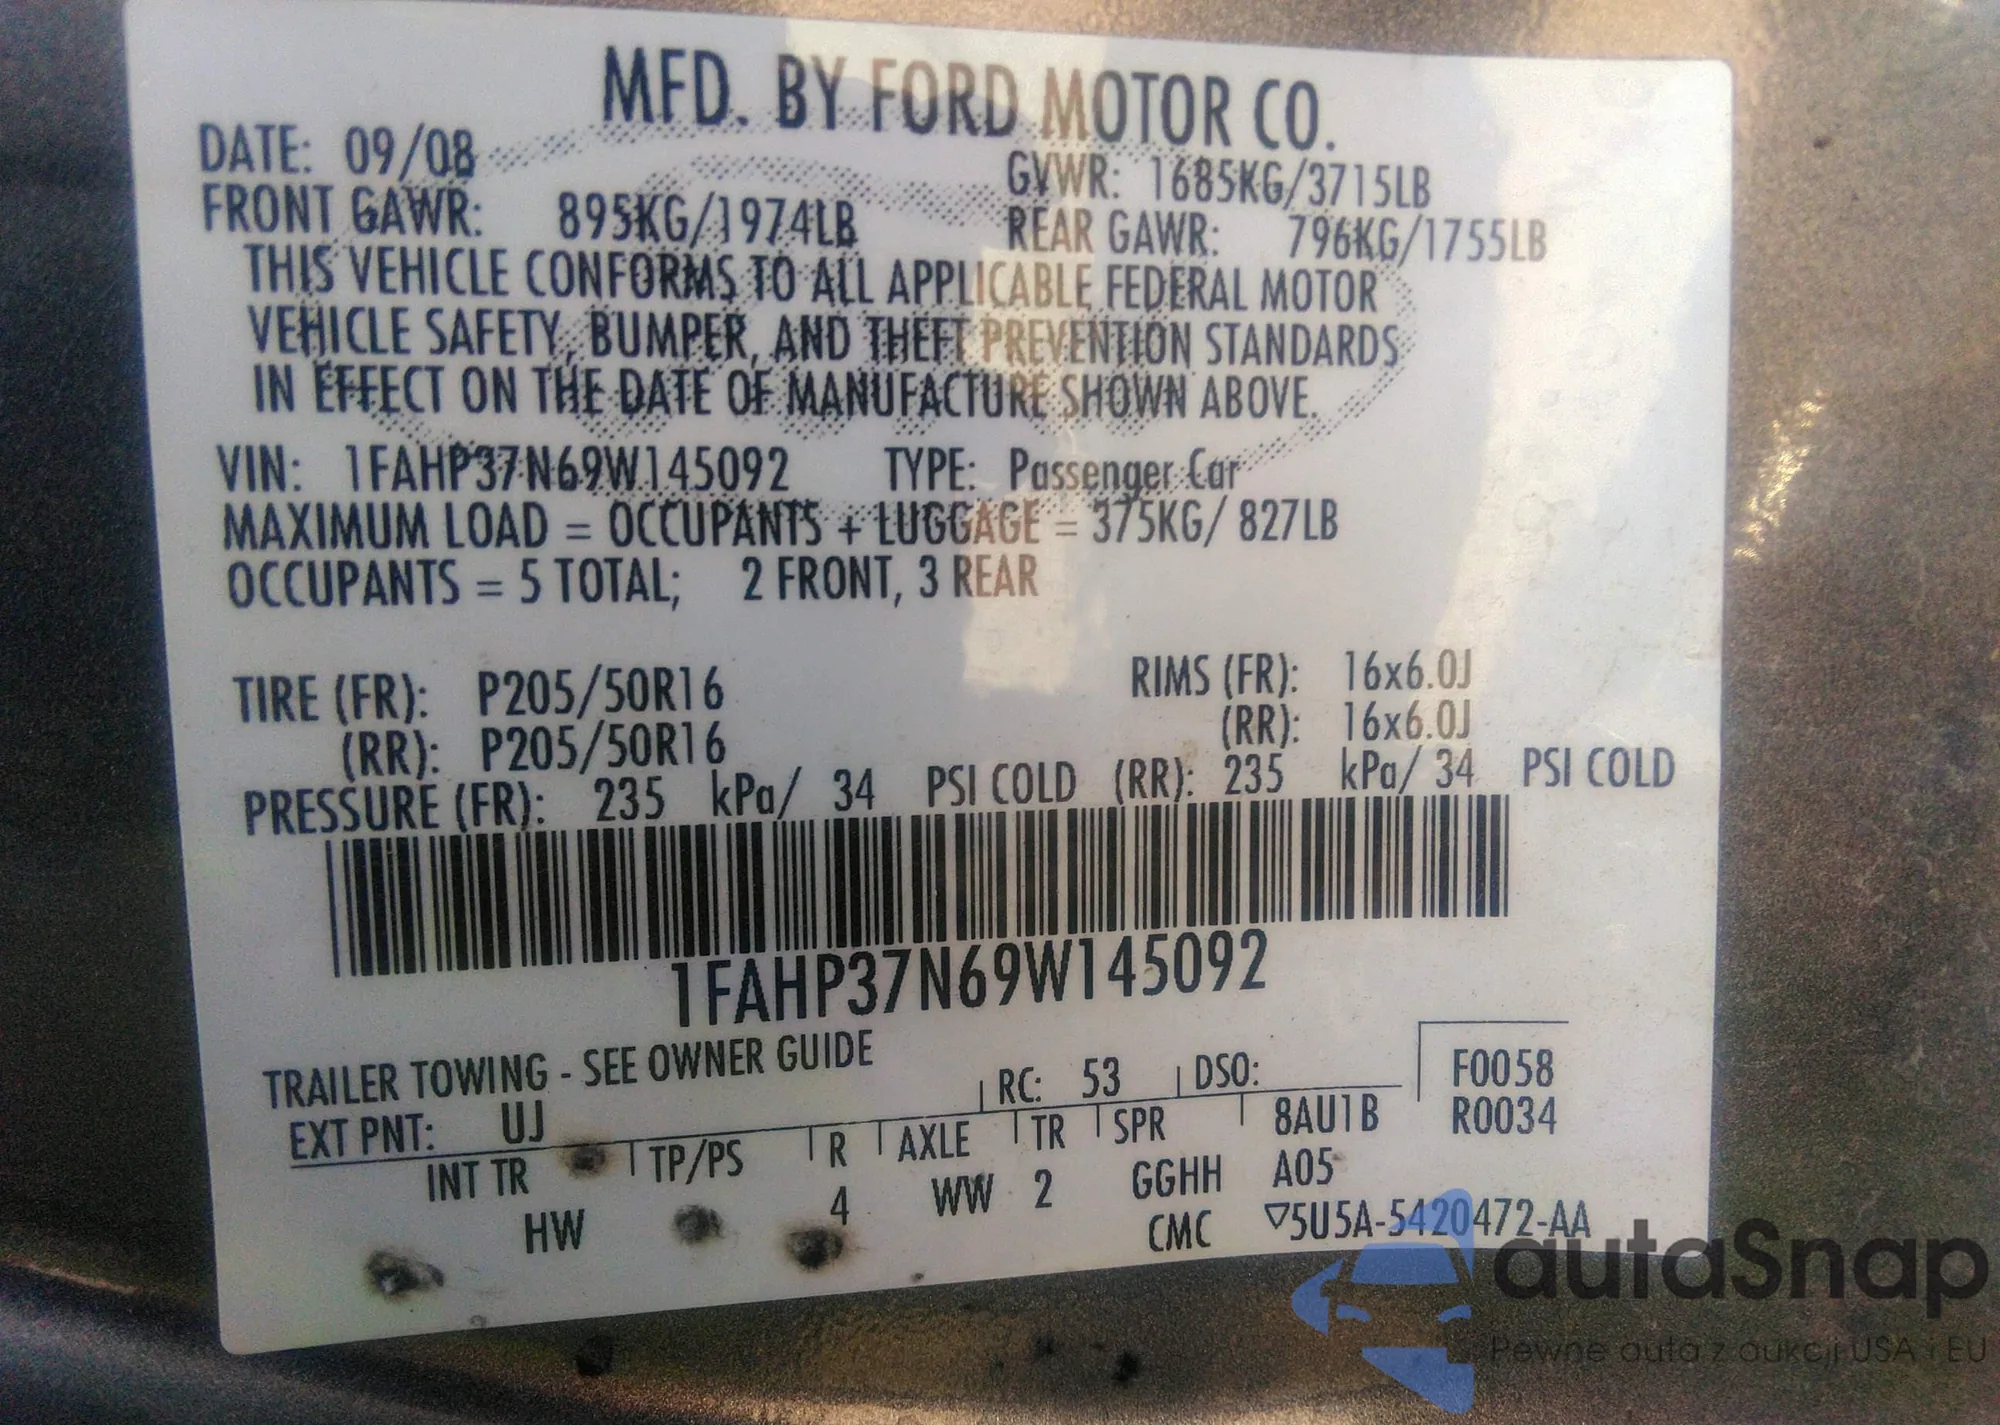 MFD. BY FORD MOTOR CO.
DATE: 09/08 GVWR: 1685KG/3715LB
FRONT GAWR: 895KG/1974LB REAR GAWR: 796KG/1755LB
THIS VEHICLE CONFORMS TO ALL APPLICABLE FEDERAL MOTOR
VEHICLE SAFETY, BUMPER, AND THEFT PREVENTION STANDARDS
IN EFFECT ON THE DATE OF MANUFACTURE SHOWN ABOVE.
VIN: 1FAHP37N69W145092 TYPE: Passenger Car
MAXIMUM LOAD = OCCUPANTS + LUGGAGE = 375KG/ 827LB
OCCUPANTS = 5 TOTAL; 2 FRONT, 3 REAR
TIRE (FR): P205/50R16 RIMS (FR): 16x6.0J
(RR): P205/50R16 (RR): 16x6.0J
PRESSURE (FR): 235 kPa/ 34 PSI COLD (RR): 235 kPa/ 34 PSI COLD
1FAHP37N69W145092
TRAILER TOWING - SEE OWNER GUIDE
EXT PNT: UJ RC: 53 DSO: F0058
INT TR TP/PS R AXLE TR SPR 8AU1B R0034
HW 4 WW 2 GGHH A05
CMC ▽5U5A-5420472-AA
autaSnap
Pewne auta z aukcji USA i EU